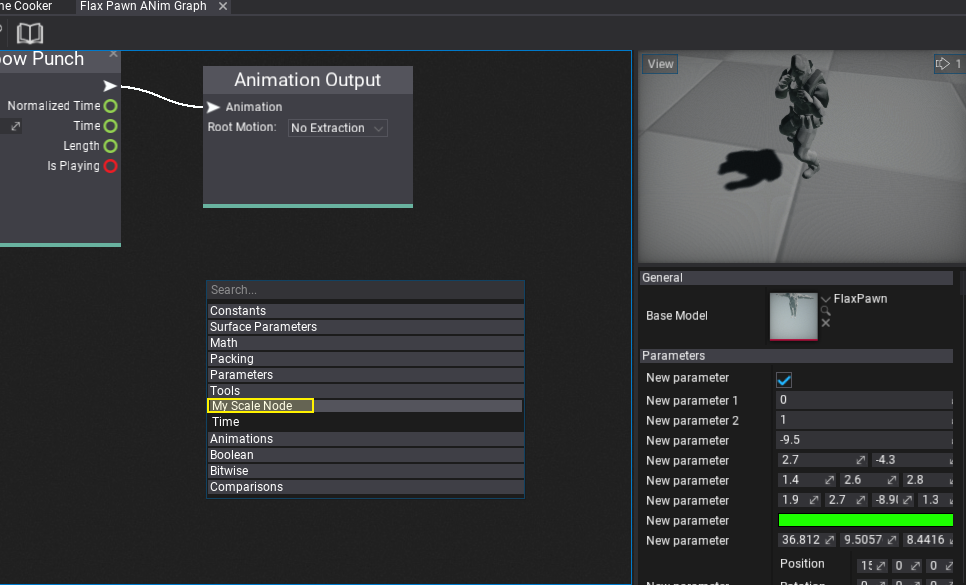 ne Cooker
Flax Pawn ANim Graph
ow Punch
Normalized Time
Time
Length
Is Playing
Animation Output
Animation
Root Motion:
No Extraction
Search...
Constants
Surface Parameters
Math
Packing
Parameters
Tools
My Scale Node
Time
Animations
Boolean
Bitwise
Comparisons
View
1
General
Base Model
FlaxPawn
Parameters
New parameter
New parameter 1 0
New parameter 2 1
New parameter -9.5
New parameter 2.7 -4.3
New parameter 1.4 2.6 2.8
New parameter 1.9 2.7 -8.9 1.3
New parameter
New parameter 36.812 9.5057 8.4416
Position 0 0